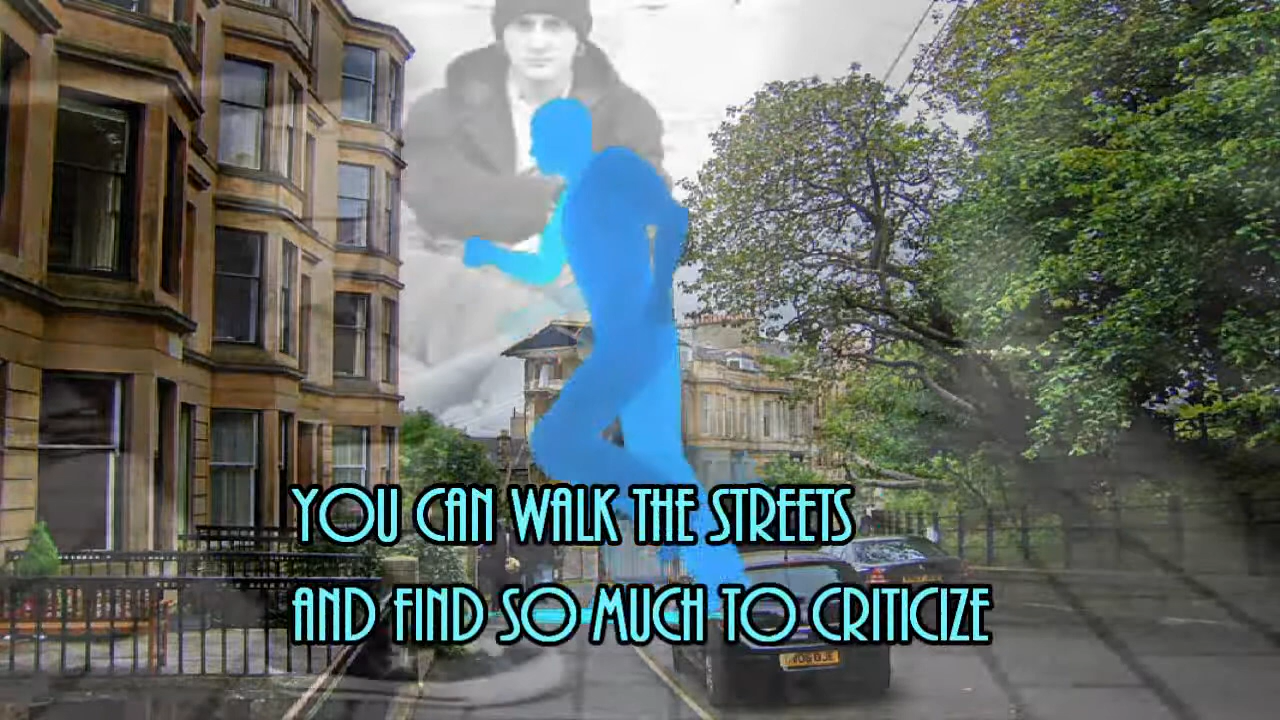 YOU CAN WALK THE STREETS
AND FIND SO MUCH TO CRITICIZE